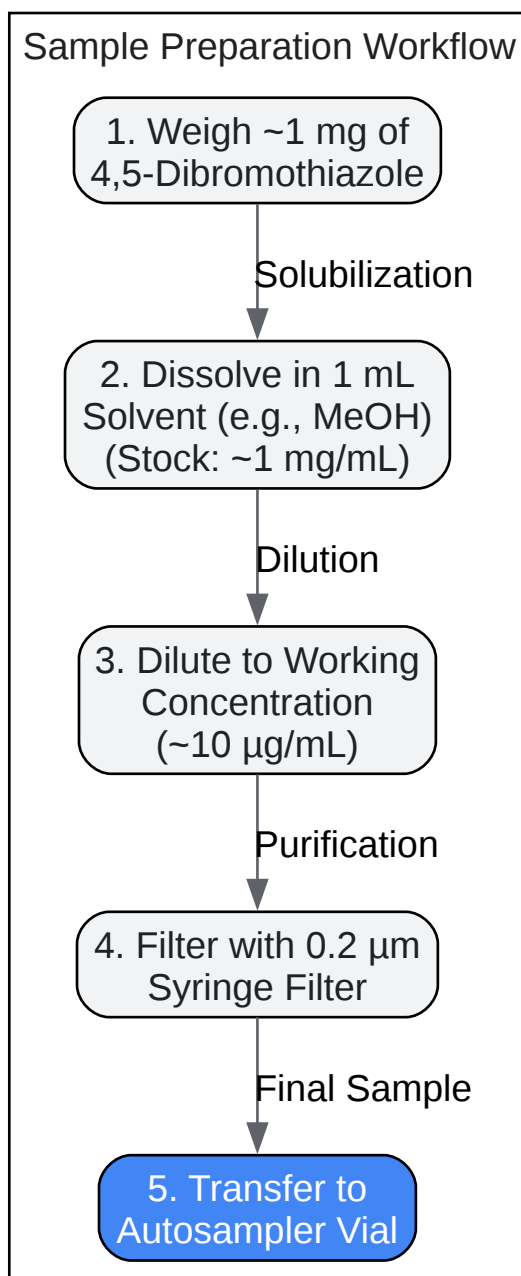 Sample Preparation Workflow
1. Weigh ~1 mg of
4,5-Dibromothiazole
Solubilization
2. Dissolve in 1 mL
Solvent (e.g., MeOH)
(Stock: ~1 mg/mL)
Dilution
3. Dilute to Working
Concentration
(~10 µg/mL)
Purification
4. Filter with 0.2 µm
Syringe Filter
Final Sample
5. Transfer to
Autosampler Vial